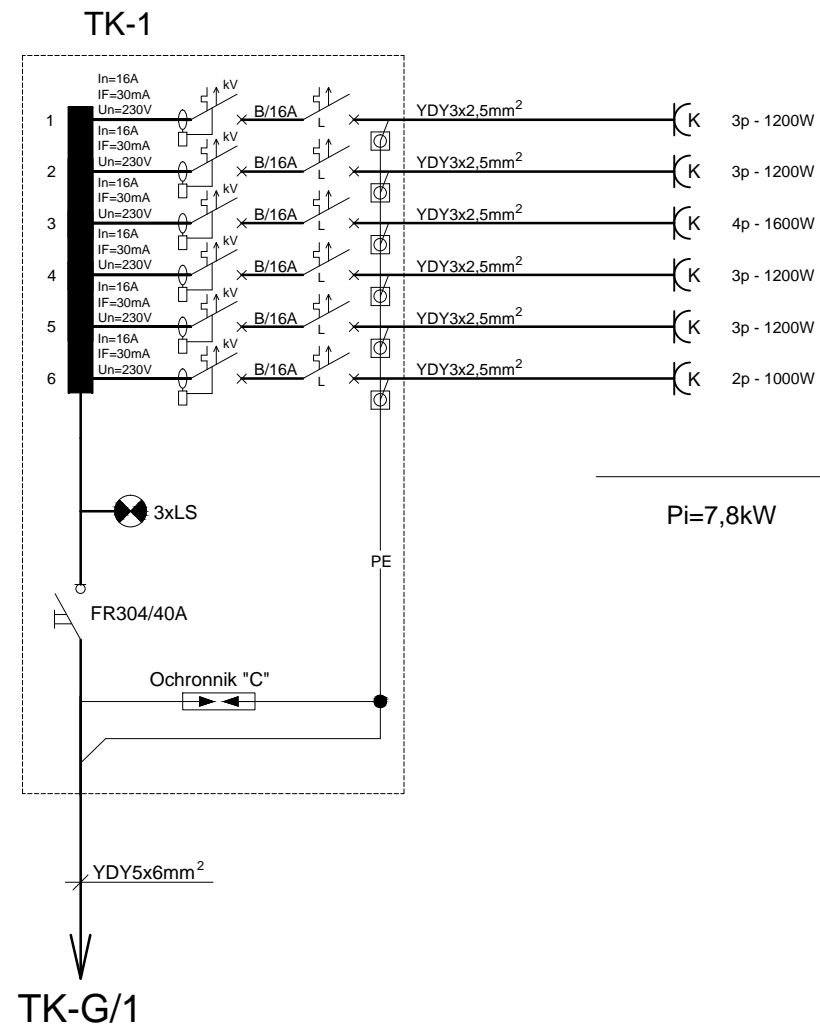 TK-1
In=16A
IF=30mA
Un=230V
1
kV
B/16A
L
YDY3x2,5mm²
K
3p - 1200W
In=16A
IF=30mA
Un=230V
2
kV
B/16A
L
YDY3x2,5mm²
K
3p - 1200W
In=16A
IF=30mA
Un=230V
3
kV
B/16A
L
YDY3x2,5mm²
K
4p - 1600W
In=16A
IF=30mA
Un=230V
4
kV
B/16A
L
YDY3x2,5mm²
K
3p - 1200W
In=16A
IF=30mA
Un=230V
5
kV
B/16A
L
YDY3x2,5mm²
K
3p - 1200W
In=16A
IF=30mA
Un=230V
6
kV
B/16A
L
YDY3x2,5mm²
K
2p - 1000W
3xLS
Pi=7,8kW
PE
FR304/40A
Ochronnik "C"
YDY5x6mm²
TK-G/1